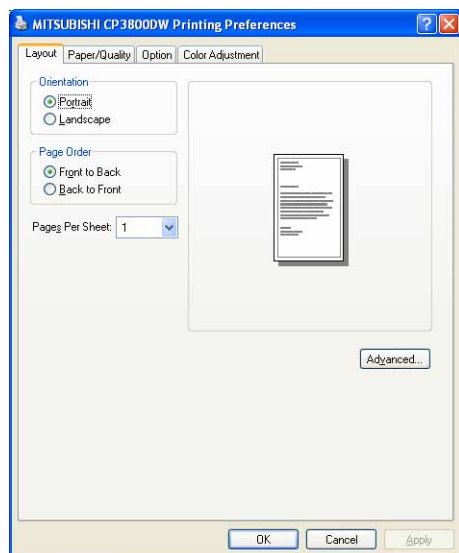 MITSUBISHI CP3800DW Printing Preferences
Layout Paper/Quality Option Color Adjustment
Orientation
Portrait
Landscape
Page Order
Front to Back
Back to Front
Pages Per Sheet: 1
Advanced...
OK Cancel Apply